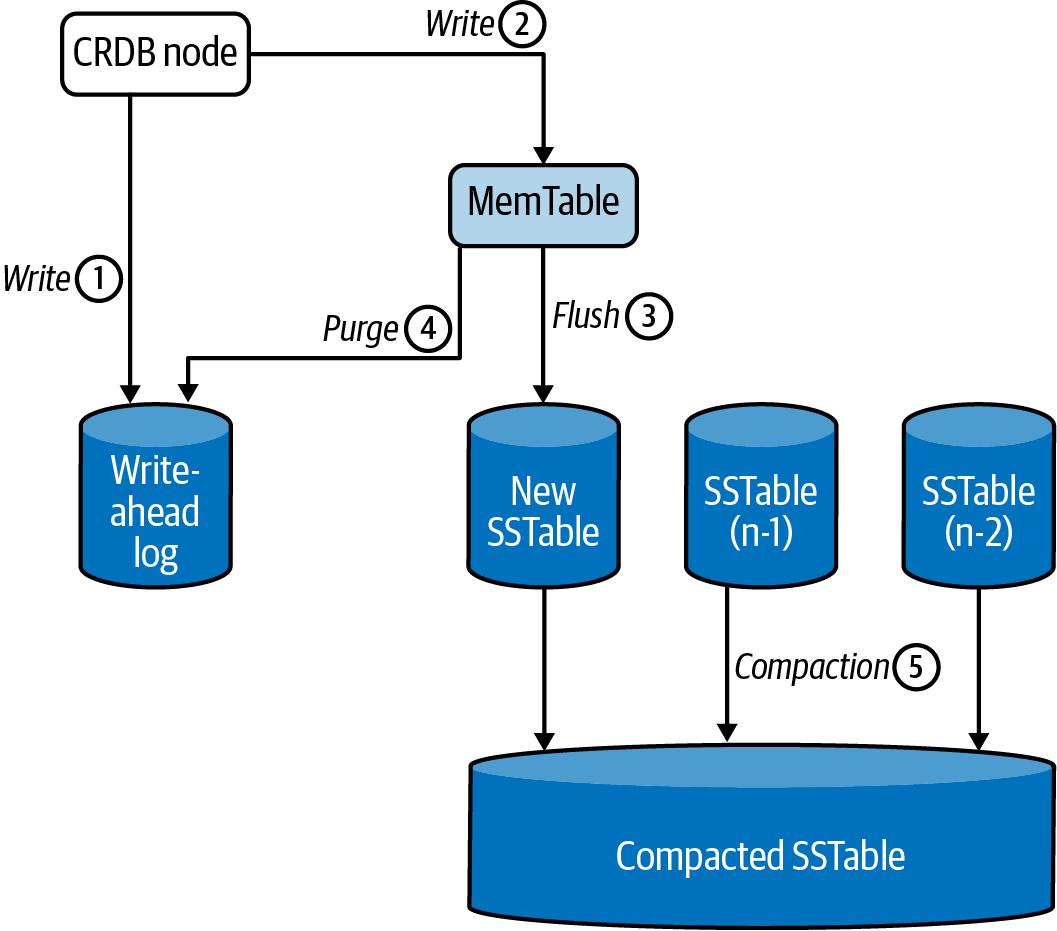 Write 2
CRDB node
MemTable
Write 1
Purge 4
Flush 3
Write-
ahead
log
New
SSTable
SSTable
(n-1)
SSTable
(n-2)
Compaction 5
Compacted SSTable